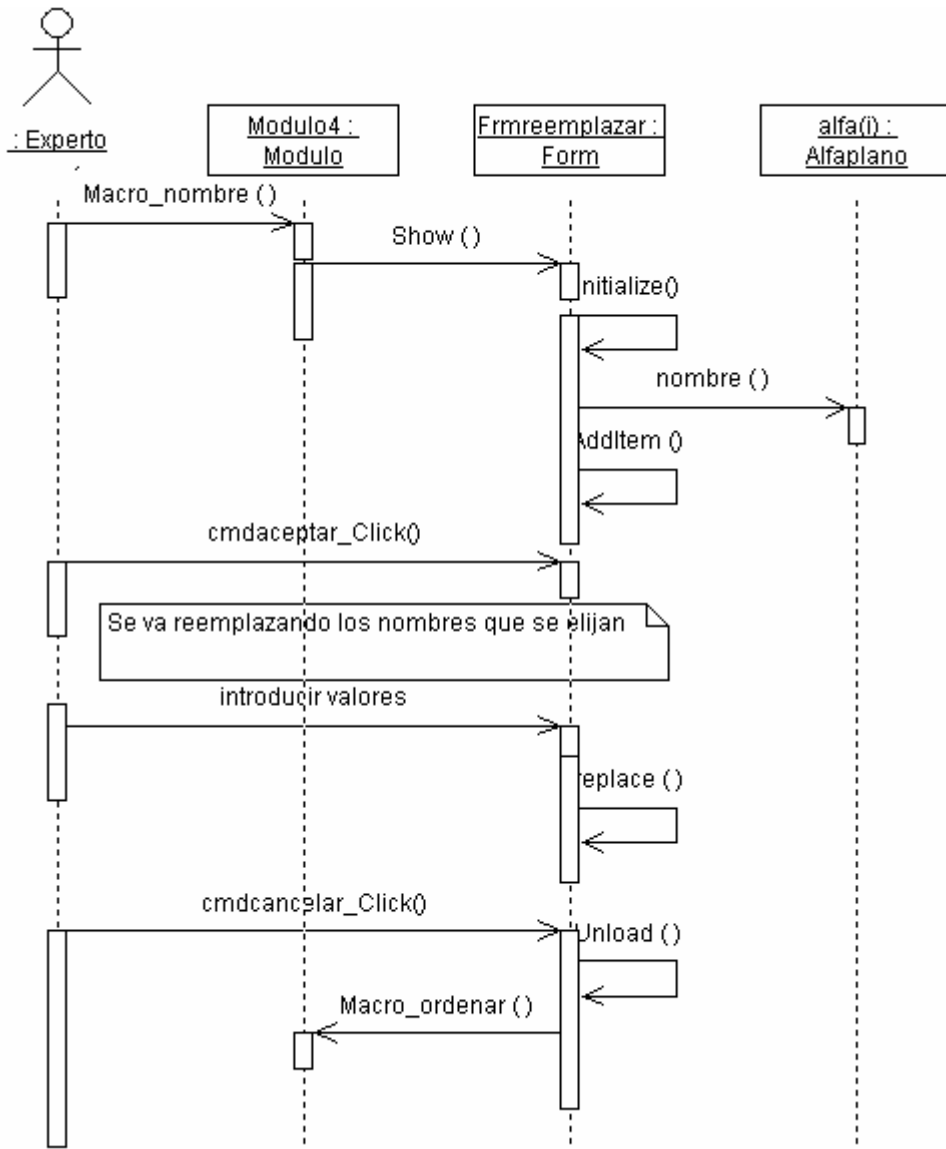 : Experto
Modulo4 :
Modulo
Frmreemplazar :
Form
alfa(i) :
Alfaplano
Macro_nombre ()
Show ()
nitialize()
nombre ()
AddItem ()
cmdaceptar_Click()
Se va reemplazando los nombres que se elijan
introducir valores
replace ()
cmdcancelar_Click()
Unload ()
Macro_ordenar ()